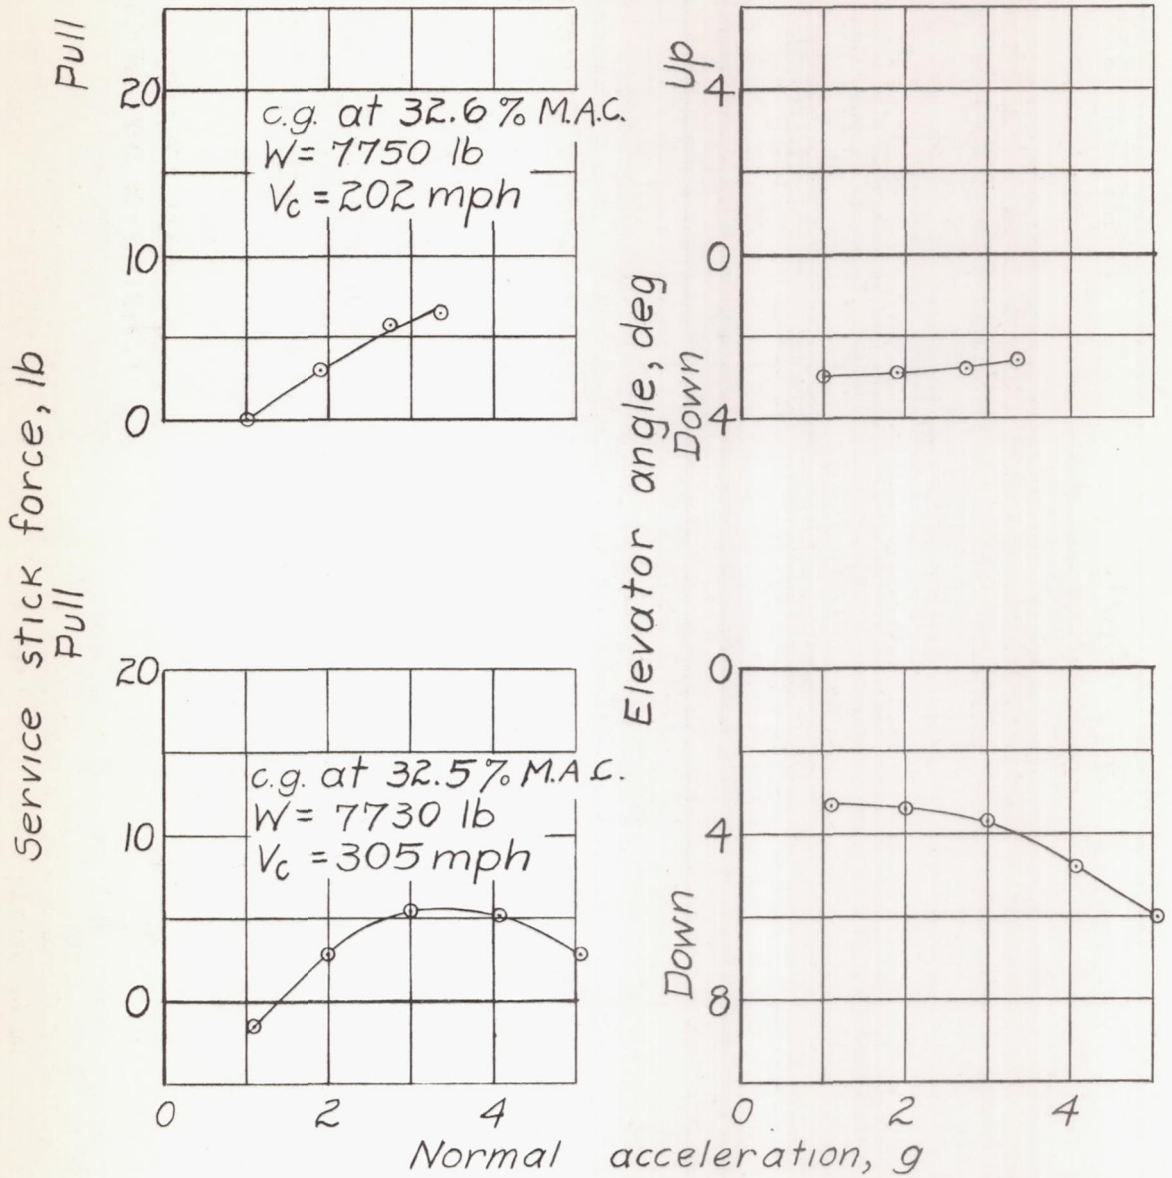 Pull
20
c.g. at 32.6% M.A.C.
W = 7750 lb
Vc = 202 mph
10
0
Up
4
0
Down
4
Service stick force, lb
Pull
Elevator angle, deg
20
c.g. at 32.5% M.A.C.
W = 7730 lb
Vc = 305 mph
10
0
0 2 4
0
4
8
Down
0 2 4
Normal acceleration, g